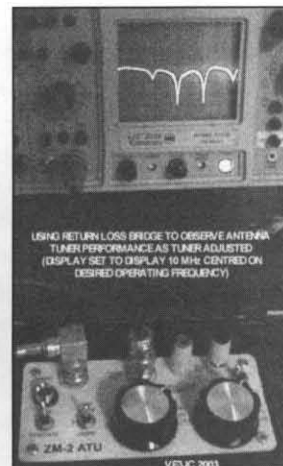 USING RETURN LOSS BRIDGE TO OBSERVE ANTENNA
TUNER PERFORMANCE AS TUNER ADJUSTED
(DISPLAY SET TO DISPLAY 10 MHz CENTRED ON
DESIRED OPERATING FREQUENCY)
ZM-2 ATU
2003